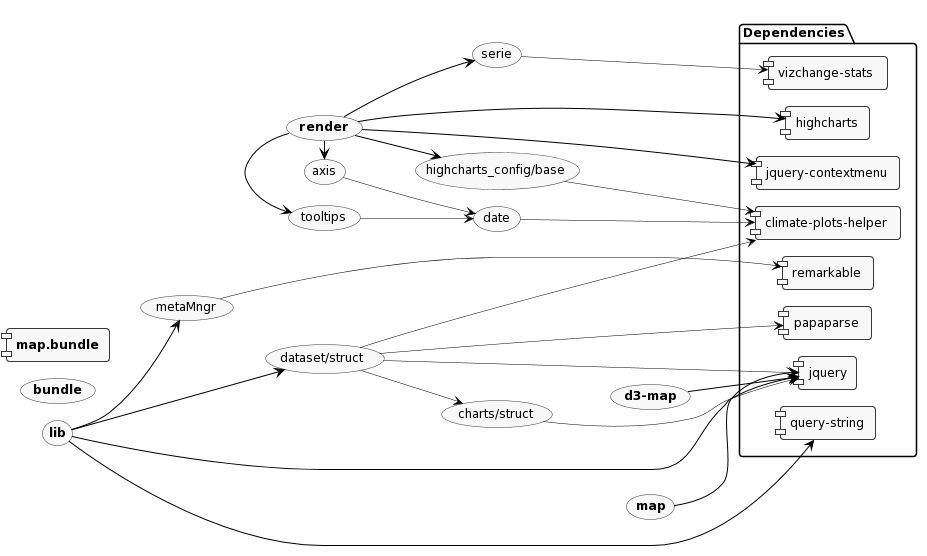 Dependencies
serie
vizchange-stats
highcharts
render
axis
highcharts_config/base
jquery-contextmenu
tooltips
date
climate-plots-helper
remarkable
metaMngr
papaparse
map.bundle
dataset/struct
jquery
bundle
d3-map
charts/struct
query-string
lib
map